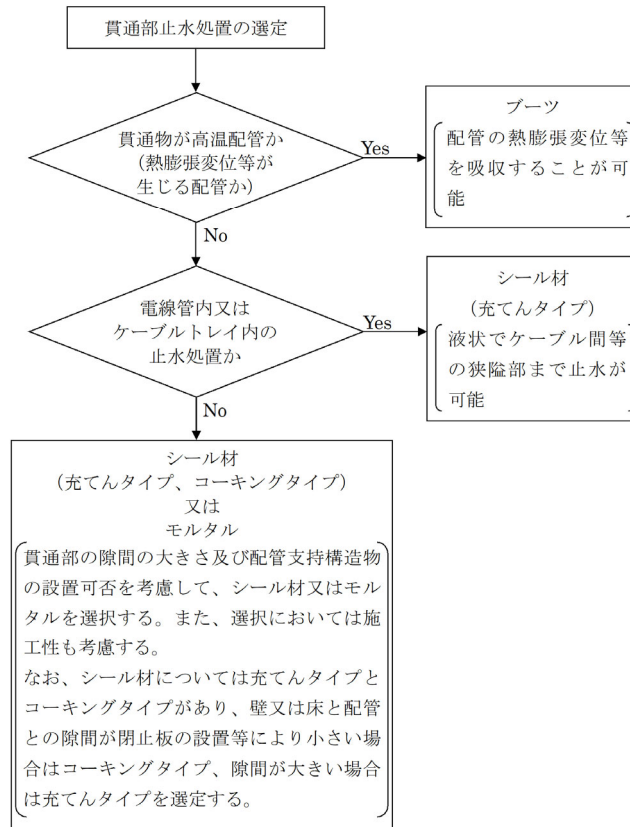 貫通部止水処置の選定
貫通物が高温配管か
(熱膨張変位等が
生じる配管か)
Yes
ブーツ
配管の熱膨張変位等
を吸収することが可
能
No
電線管内又は
ケーブルトレイ内の
止水処置か
Yes
シール材
(充てんタイプ)
液状でケーブル間等
の狭隘部まで止水が
可能
No
シール材
(充てんタイプ、コーキングタイプ)
又は
モルタル
貫通部の隙間の大きさ及び配管支持構造物
の設置可否を考慮して、シール材又はモル
タルを選択する。また、選択においては施
工性も考慮する。
なお、シール材については充てんタイプと
コーキングタイプがあり、壁又は床と配管
との隙間が閉止板の設置等により小さい場
合はコーキングタイプ、隙間が大きい場合
は充てんタイプを選定する。